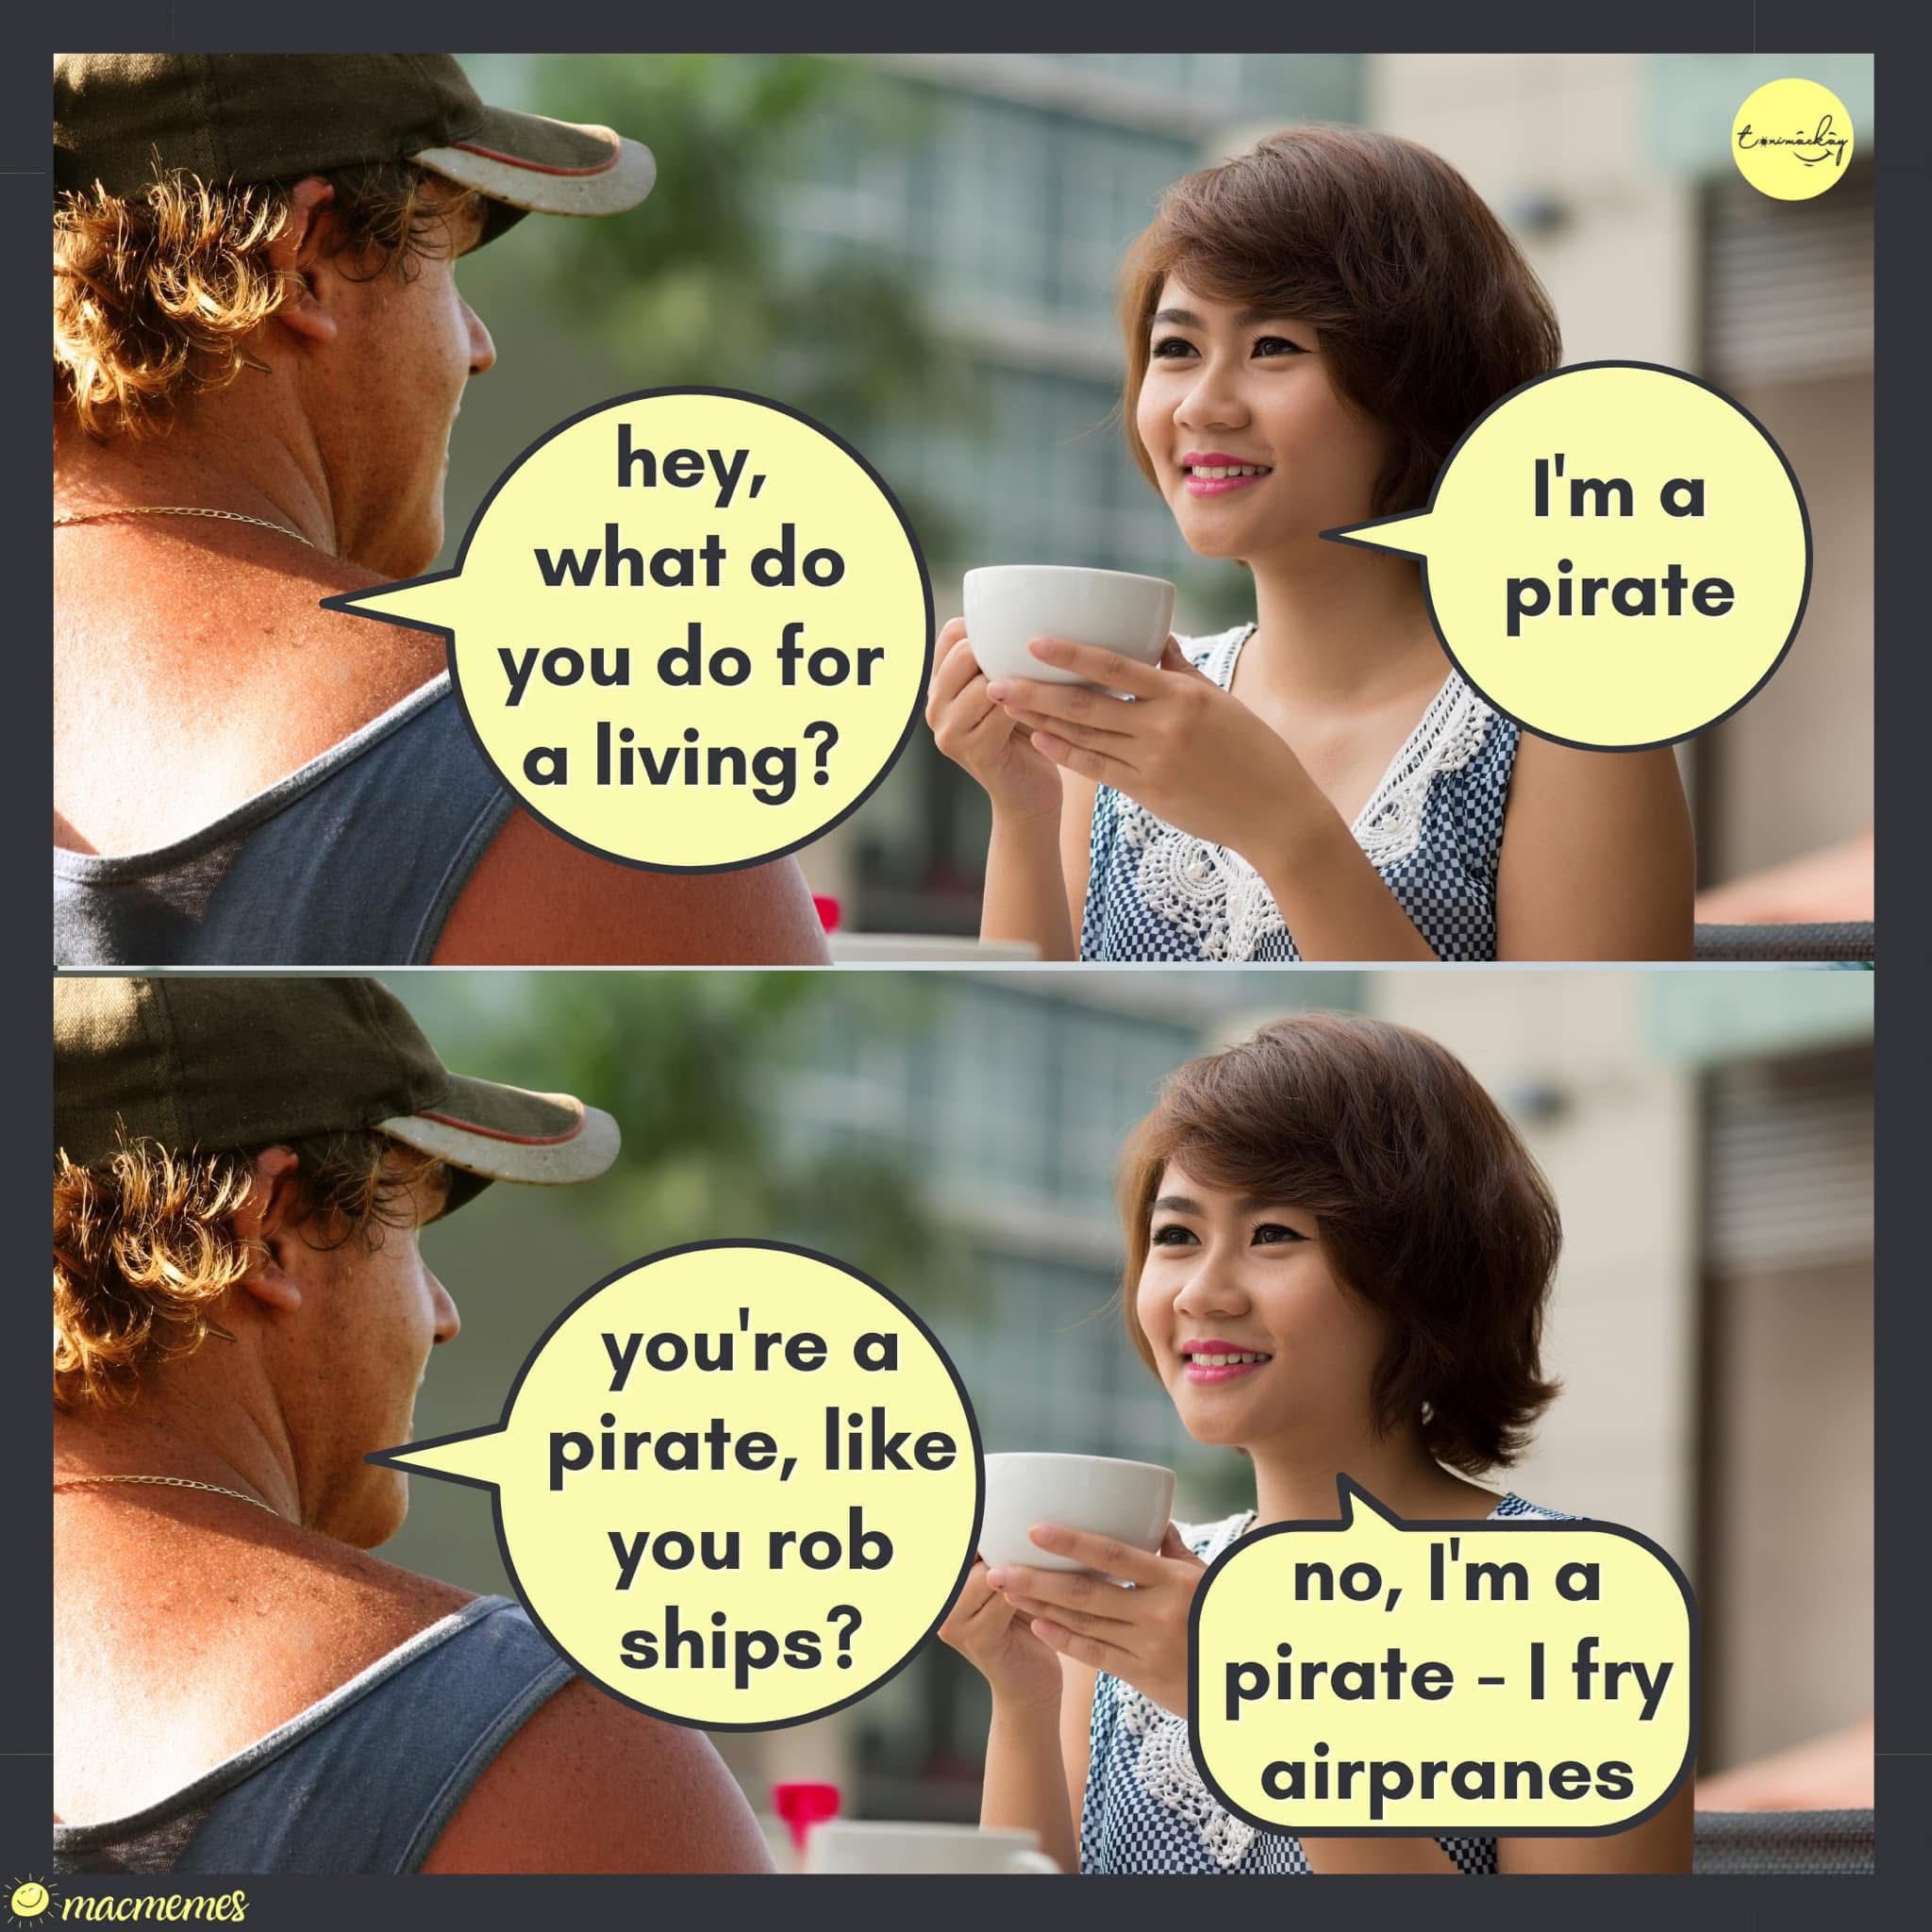 tonimackay
hey,
what do
you do for
a living?
I'm a
pirate
you're a
pirate, like
you rob
ships?
no, I'm a
pirate - I fry
airpranes
macmemes